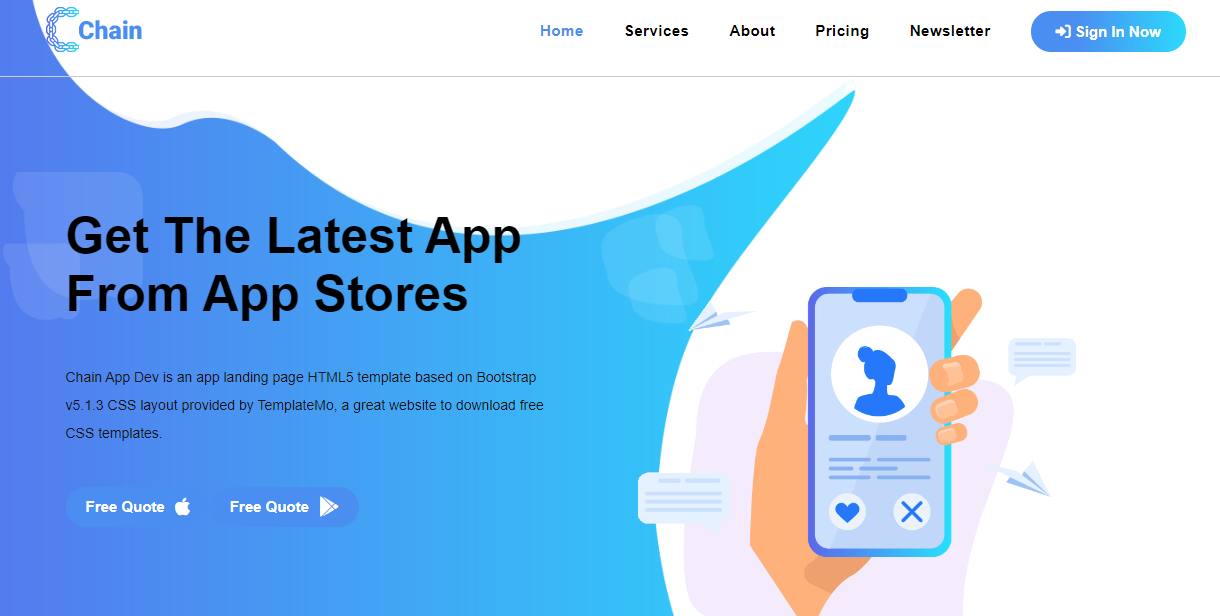 Chain
Home Services About Pricing Newsletter Sign In Now
Get The Latest App
From App Stores
Chain App Dev is an app landing page HTML5 template based on Bootstrap
v5.1.3 CSS layout provided by TemplateMo, a great website to download free
CSS templates.
Free Quote Free Quote